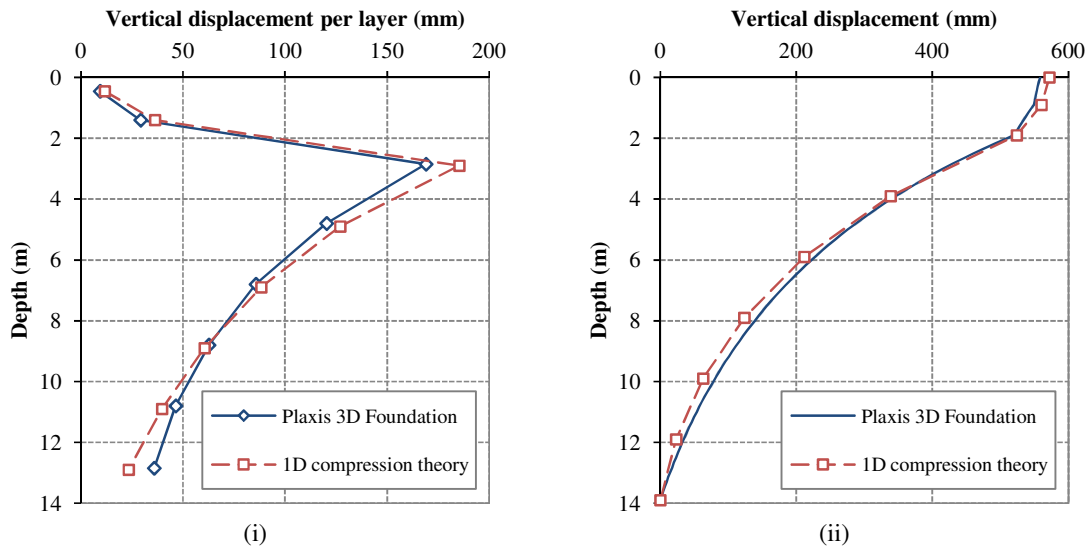 Vertical displacement per layer (mm)
0 50 100 150 200
0
2
4
6
8
10
12
14
Depth (m)
Plaxis 3D Foundation
1D compression theory
(i)
Vertical displacement (mm)
0 200 400 600
0
2
4
6
8
10
12
14
Depth (m)
Plaxis 3D Foundation
1D compression theory
(ii)